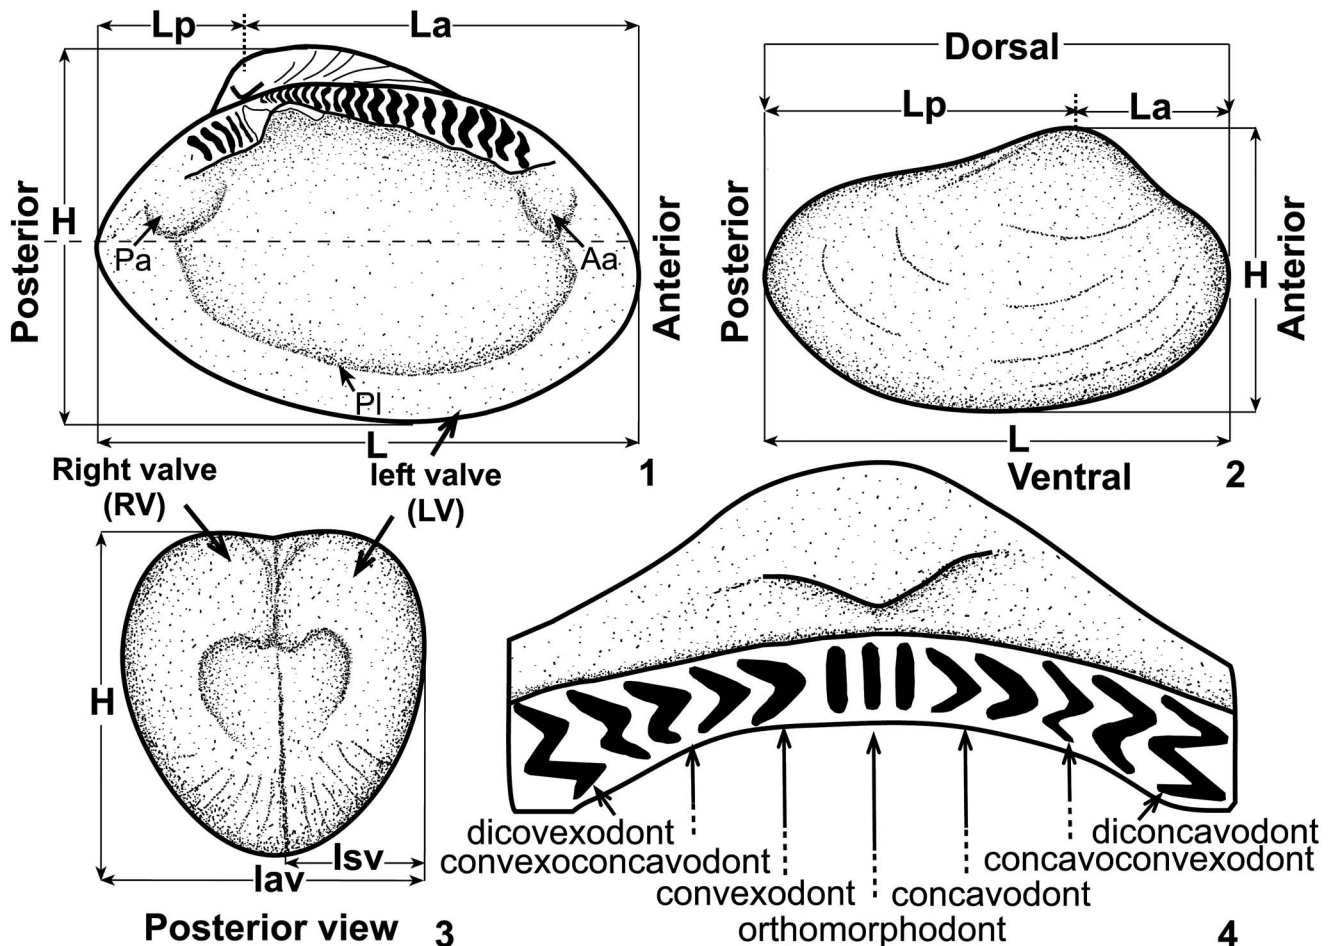 Lp
La
H
Posterior
Anterior
Pa
Aa
Pl
L
1
Dorsal
Lp
La
Posterior
H
Anterior
L
Ventral
2
Right valve
(RV)
left valve
(LV)
H
lsv
lav
Posterior view
3
dicovexodont
convexoconcavodont
convexodont
orthomorphodont
concavodont
diconcavodont
concavoconvexodont
4